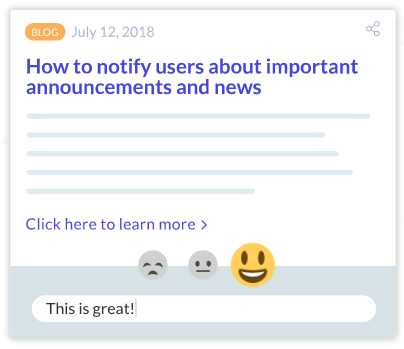 BLOG July 12, 2018
How to notify users about important
announcements and news
Click here to learn more >
This is great!